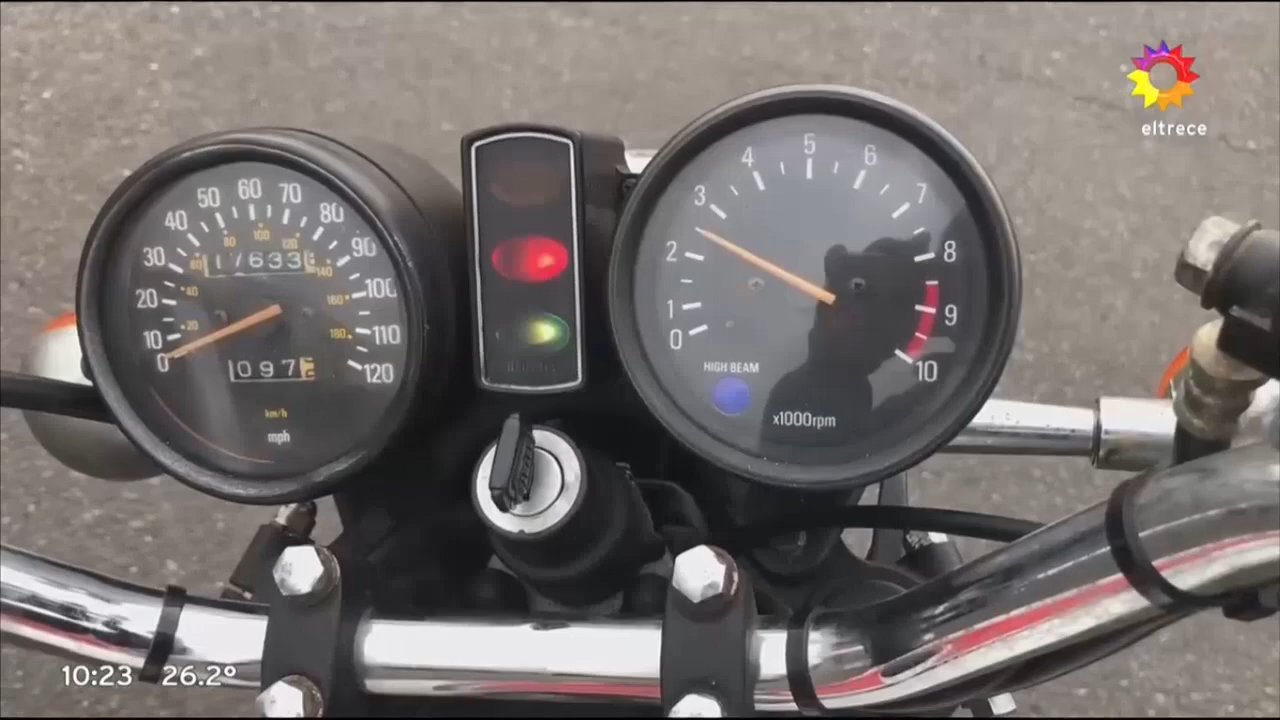 eltrece
0 10 20 30 40 50 60 70 80 90 100 110 120
20 40 60 80 100 120 140 160 180
17633
097
km/h
mph
0 1 2 3 4 5 6 7 8 9 10
HIGH BEAM
x1000rpm
10:23 26.2°